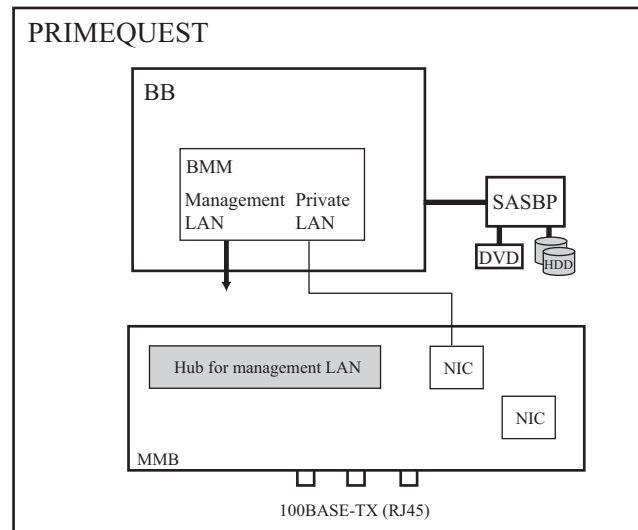 PRIMEQUEST
BB
BMM
Management Private
LAN LAN
SASBP
DVD
HDD
Hub for management LAN
NIC
NIC
MMB
100BASE-TX (RJ45)